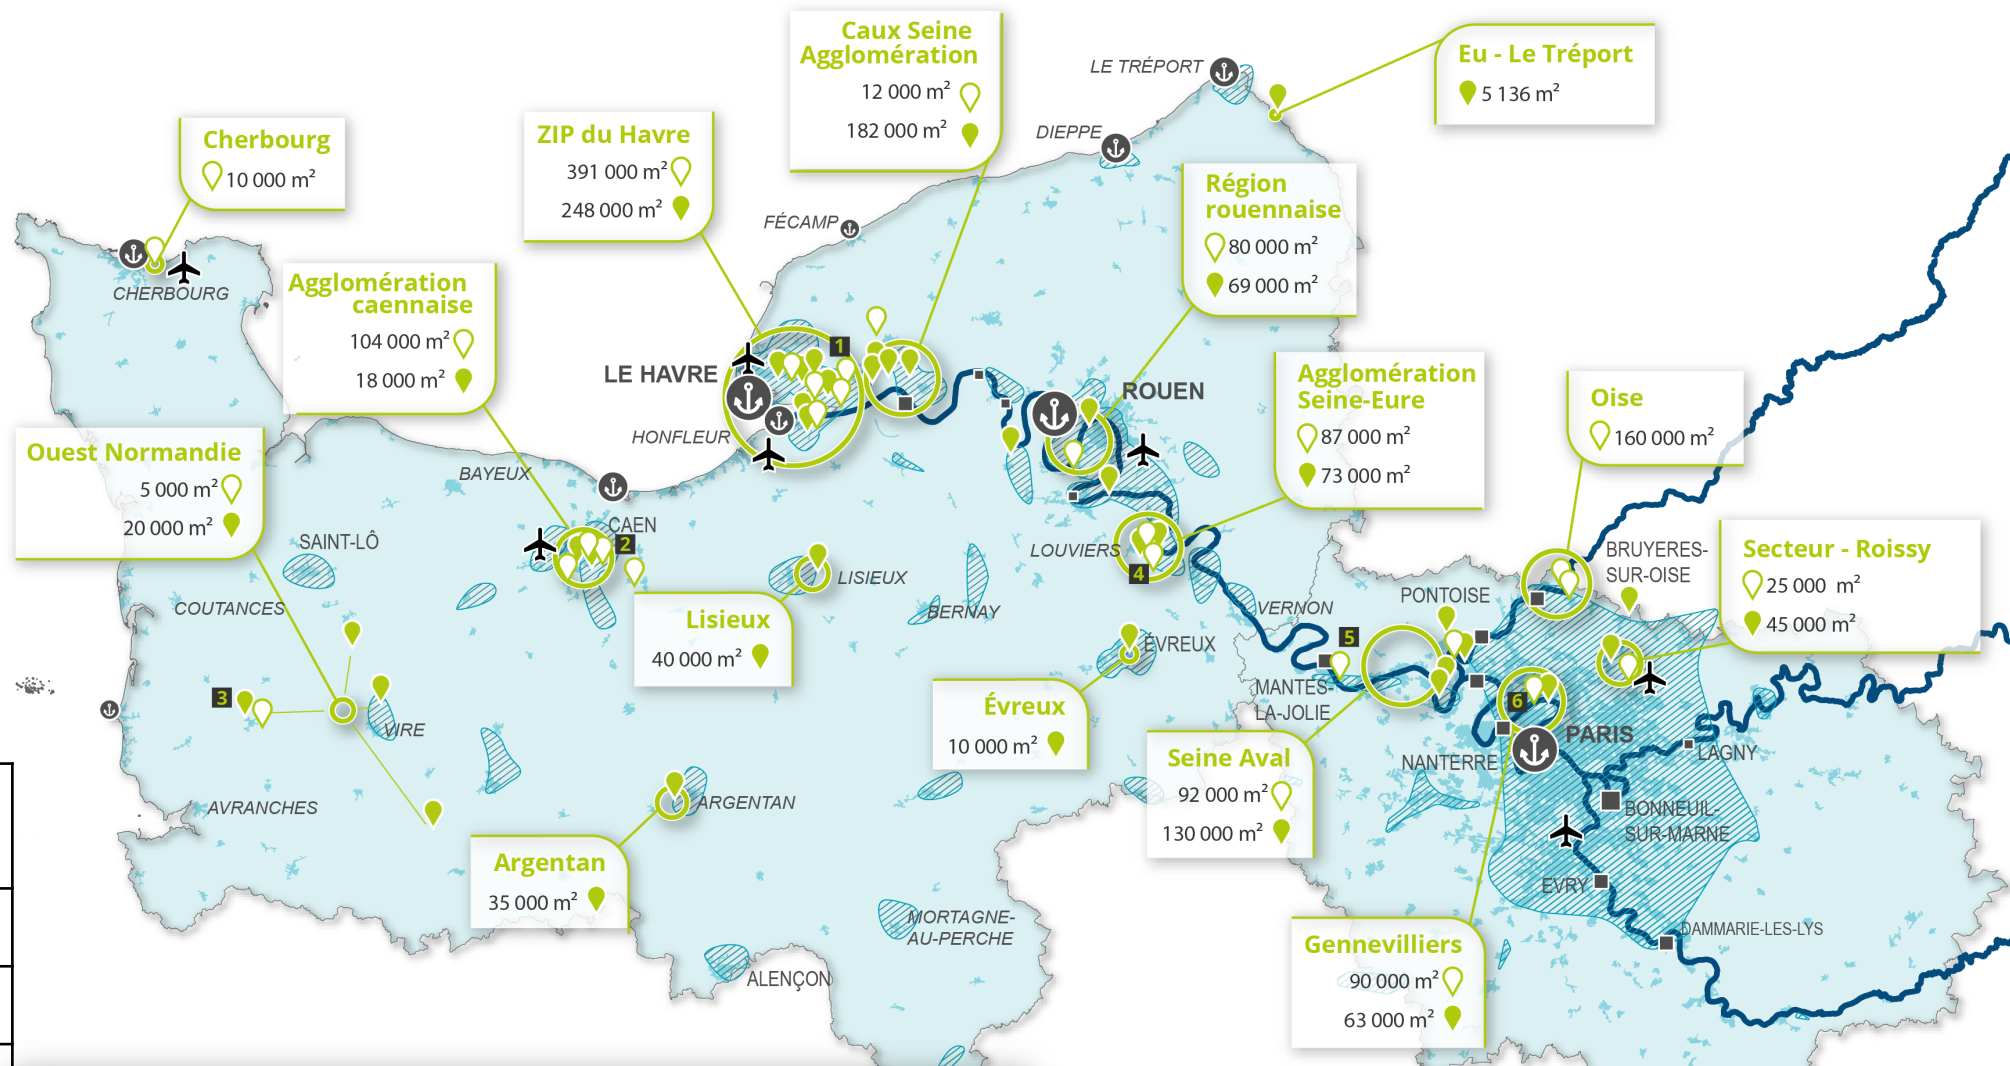 Caux Seine
Agglomération
12 000 m²
182 000 m²
Eu - Le Tréport
5 136 m²
LE TRÉPORT
DIEPPE
FÉCAMP
Cherbourg
10 000 m²
CHERBOURG
ZIP du Havre
391 000 m²
248 000 m²
Région
rouennaise
80 000 m²
69 000 m²
Agglomération
caennaise
104 000 m²
18 000 m²
1
LE HAVRE
HONFLEUR
ROUEN
Agglomération
Seine-Eure
87 000 m²
73 000 m²
Oise
160 000 m²
Ouest Normandie
5 000 m²
20 000 m²
BAYEUX
SAINT-LÔ
CAEN
2
COUTANCES
LISIEUX
Lisieux
40 000 m²
BERNAY
LOUVIERS
4
VERNON
PONTOISE
BRUYERES-
SUR-OISE
Secteur - Roissy
25 000 m²
45 000 m²
ÉVREUX
5
MANTES-
LA-JOLIE
3
VIRE
Évreux
10 000 m²
6
PARIS
NANTERRE
LAGNY
Seine Aval
92 000 m²
130 000 m²
BONNEUIL-
SUR-MARNE
AVRANCHES
ARGENTAN
Argentan
35 000 m²
EVRY
MORTAGNE-
AU-PERCHE
DAMMARIE-LES-LYS
ALENÇON
Gennevilliers
90 000 m²
63 000 m²